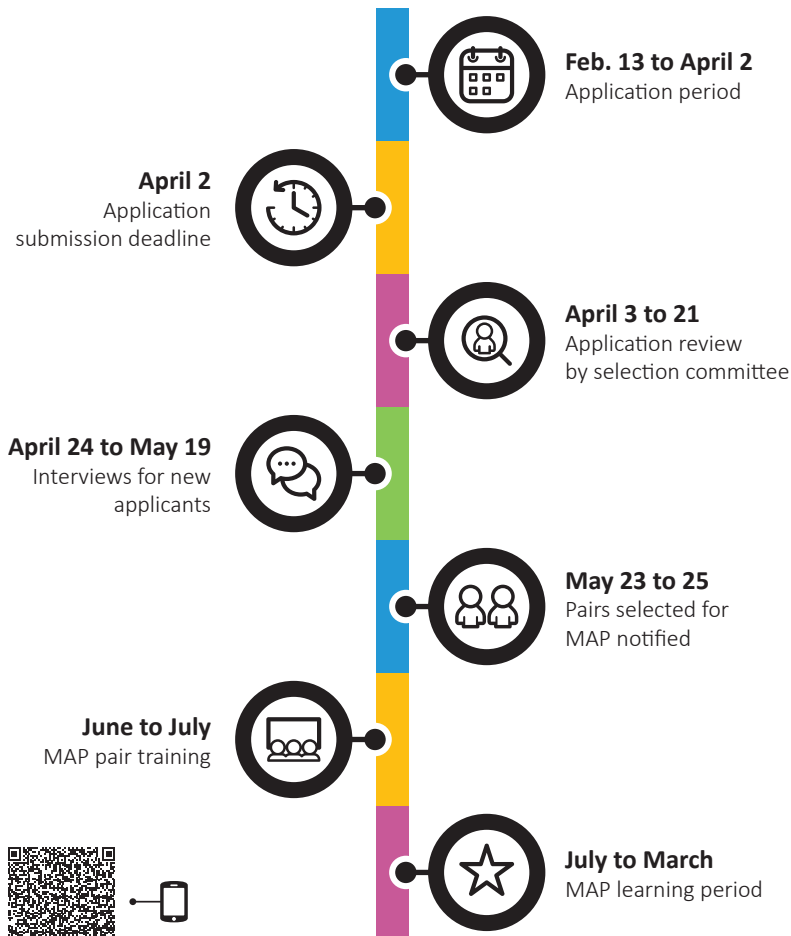 Feb. 13 to April 2
Application period
April 2
Application
submission deadline
April 3 to 21
Application review
by selection committee
April 24 to May 19
Interviews for new
applicants
May 23 to 25
Pairs selected for
MAP notified
June to July
MAP pair training
July to March
MAP learning period